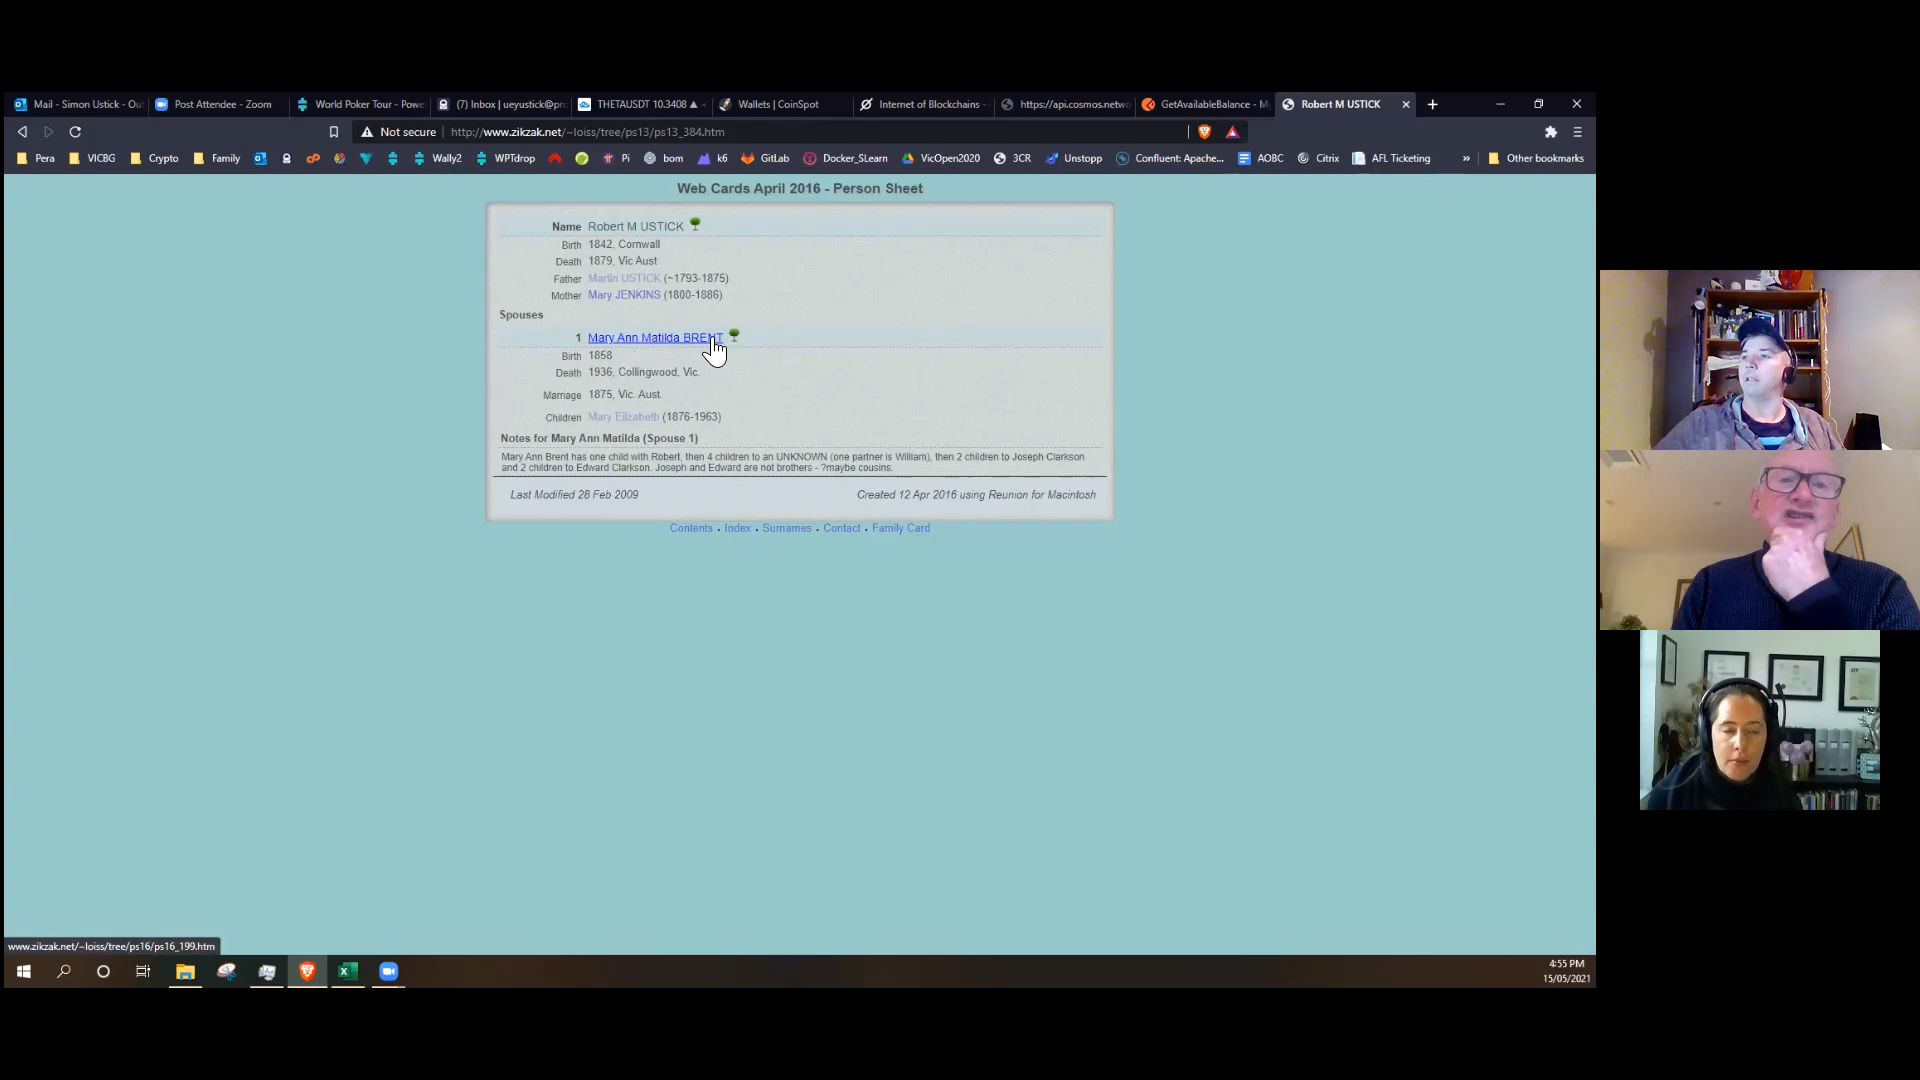 Mail - Simon Ustick - Ou
Post Attendee - Zoom
World Poker Tour - Powe
(7) Inbox | ueyustick@pro
THETAUSDT 10.3408 ▲
Wallets | CoinSpot
Internet of Blockchains -
https://api.cosmos.netwo
GetAvailableBalance - M
Robert M USTICK
Not secure
http://www.zikzak.net/~loiss/tree/ps13/ps13_384.htm
Pera
VICBG
Crypto
Family
Wally2
WPTdrop
Pi
bom
k6
GitLab
Docker_SLearn
VicOpen2020
3CR
Unstopp
Confluent: Apache...
AOBC
Citrix
AFL Ticketing
»
Other bookmarks
Web Cards April 2016 - Person Sheet
Name Robert M USTICK
Birth 1842, Cornwall
Death 1879, Vic Aust
Father Martin USTICK (~1793-1875)
Mother Mary JENKINS (1800-1886)
Spouses
1 Mary Ann Matilda BRENT
Birth 1858
Death 1936, Collingwood, Vic.
Marriage 1875, Vic. Aust.
Children Mary Elizabeth (1876-1963)
Notes for Mary Ann Matilda (Spouse 1)
Mary Ann Brent has one child with Robert, then 4 children to an UNKNOWN (one partner is William), then 2 children to Joseph Clarkson
and 2 children to Edward Clarkson. Joseph and Edward are not brothers - ?maybe cousins.
Last Modified 28 Feb 2009 Created 12 Apr 2016 using Reunion for Macintosh
Contents • Index • Surnames • Contact • Family Card
www.zikzak.net/~loiss/tree/ps16/ps16_199.htm
4:55 PM
15/05/2021